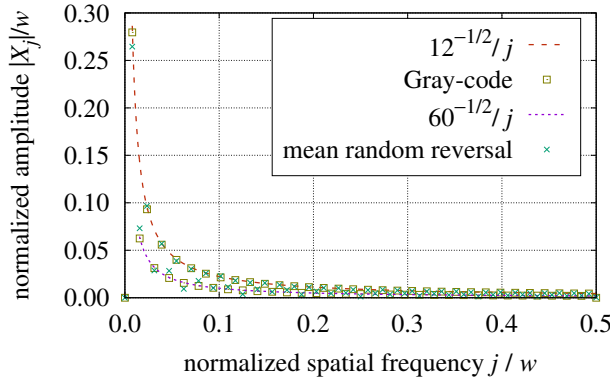 normalized amplitude |X_j|/w
0.30
0.25
0.20
0.15
0.10
0.05
0.00
12^{-1/2}/j
Gray-code
60^{-1/2}/j
mean random reversal
0.0 0.1 0.2 0.3 0.4 0.5
normalized spatial frequency j / w